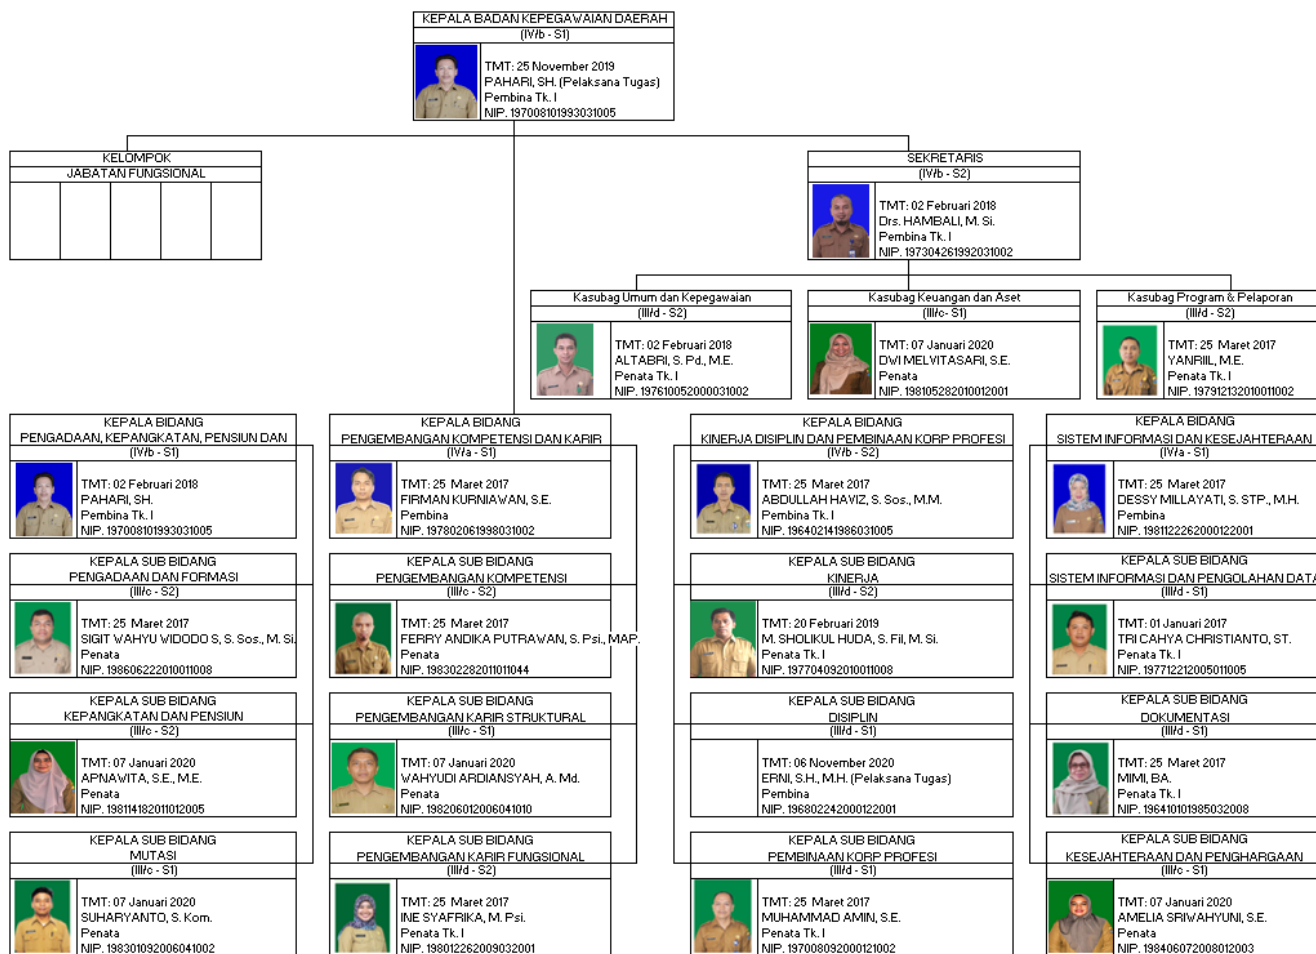 KEPALA BADAN KEPEGAWAIAN DAERAH
(IV/b - S1)
TMT: 25 November 2019
PAHARI, SH. (Pelaksana Tugas)
Pembina Tk. I
NIP. 197008101993031005
KELOMPOK
JABATAN FUNGSIONAL
SEKRETARIS
(IV/b - S2)
TMT: 02 Februari 2018
Drs. HAMBALI, M. Si.
Pembina Tk. I
NIP. 197304261992031002
Kasubag Umum dan Kepegawaian
(III/d - S2)
TMT: 02 Februari 2018
ALTABRI, S. Pd., M.E.
Penata Tk. I
NIP. 197610052000031002
Kasubag Keuangan dan Aset
(III/c- S1)
TMT: 07 Januari 2020
DWI MELVITASARI, S.E.
Penata
NIP. 198105282010012001
Kasubag Program & Pelaporan
(III/d - S2)
TMT: 25 Maret 2017
YANRIIL, M.E.
Penata Tk. I
NIP. 197912132010011002
KEPALA BIDANG
PENGADAAN, KEPANGKATAN, PENSIUN DAN
(IV/b - S1)
TMT: 02 Februari 2018
PAHARI, SH.
Pembina Tk. I
NIP. 197008101993031005
KEPALA BIDANG
PENGEMBANGAN KOMPETENSI DAN KARIR
(IV/a - S1)
TMT: 25 Maret 2017
FIRMAN KURNIAWAN, S.E.
Pembina
NIP. 197802061998031002
KEPALA BIDANG
KINERJA DISIPLIN DAN PEMBINAAN KORP PROFESI
(IV/b - S2)
TMT: 25 Maret 2017
ABDULLAH HAVIZ, S. Sos., M.M.
Pembina Tk. I
NIP. 196402141986031005
KEPALA BIDANG
SISTEM INFORMASI DAN KESEJAHTERAAN
(IV/a - S1)
TMT: 25 Maret 2017
DESSY MILLAYATI, S. STP., M.H.
Pembina
NIP. 198112262000122001
KEPALA SUB BIDANG
PENGADAAN DAN FORMASI
(III/c - S2)
TMT: 25 Maret 2017
SIGIT WAHYU WIDODO S, S. Sos., M. Si.
Penata
NIP. 198606222010011008
KEPALA SUB BIDANG
PENGEMBANGAN KOMPETENSI
(III/c - S2)
TMT: 25 Maret 2017
FERRY ANDIKA PUTRAWAN, S. Psi., MAP.
Penata
NIP. 198302282011011044
KEPALA SUB BIDANG
KINERJA
(III/d - S2)
TMT: 20 Februari 2019
M. SHOLIKUL HUDA, S. Fil, M. Si.
Penata Tk. I
NIP. 197704092010011008
KEPALA SUB BIDANG
SISTEM INFORMASI DAN PENGOLAHAN DATA
(III/d - S1)
TMT: 01 Januari 2017
TRI CAHYA CHRISTIANTO, ST.
Penata Tk. I
NIP. 197712212005011005
KEPALA SUB BIDANG
KEPANGKATAN DAN PENSIUN
(III/c - S2)
TMT: 07 Januari 2020
APNAWITA, S.E., M.E.
Penata
NIP. 198114182011012005
KEPALA SUB BIDANG
PENGEMBANGAN KARIR STRUKTURAL
(III/c - S1)
TMT: 07 Januari 2020
WAHYUDI ARDIANSYAH, A. Md.
Penata
NIP. 198206012006041010
KEPALA SUB BIDANG
DISIPLIN
(III/d - S1)
TMT: 06 November 2020
ERNI, S.H., M.H. (Pelaksana Tugas)
Pembina
NIP. 196802242000122001
KEPALA SUB BIDANG
DOKUMENTASI
(III/d - S1)
TMT: 25 Maret 2017
MIMI, BA.
Penata Tk. I
NIP. 196410101985032008
KEPALA SUB BIDANG
MUTASI
(III/c - S1)
TMT: 07 Januari 2020
SUHARYANTO, S. Kom.
Penata
NIP. 198301092006041002
KEPALA SUB BIDANG
PENGEMBANGAN KARIR FUNGSIONAL
(III/d - S2)
TMT: 25 Maret 2017
INE SYAFRIKA, M. Psi.
Penata Tk. I
NIP. 198012262009032001
KEPALA SUB BIDANG
PEMBINAAN KORP PROFESI
(III/d - S1)
TMT: 25 Maret 2017
MUHAMMAD AMIN, S.E.
Penata Tk. I
NIP. 197008092000121002
KEPALA SUB BIDANG
KESEJAHTERAAN DAN PENGHARGAAN
(III/c - S1)
TMT: 07 Januari 2020
AMELIA SRIWAHYUNI, S.E.
Penata
NIP. 198406072008012003